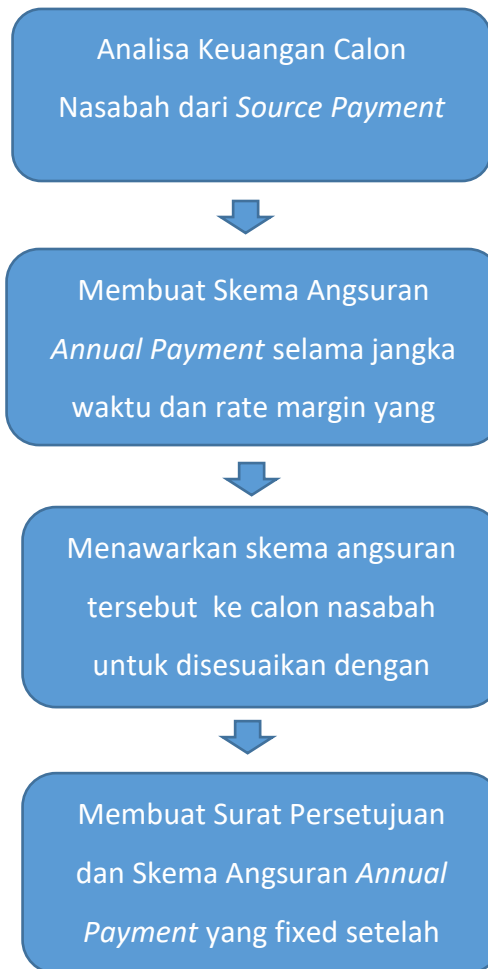 Analisa Keuangan Calon
Nasabah dari Source Payment
Membuat Skema Angsuran
Annual Payment selama jangka
waktu dan rate margin yang
Menawarkan skema angsuran
tersebut ke calon nasabah
untuk disesuaikan dengan
Membuat Surat Persetujuan
dan Skema Angsuran Annual
Payment yang fixed setelah